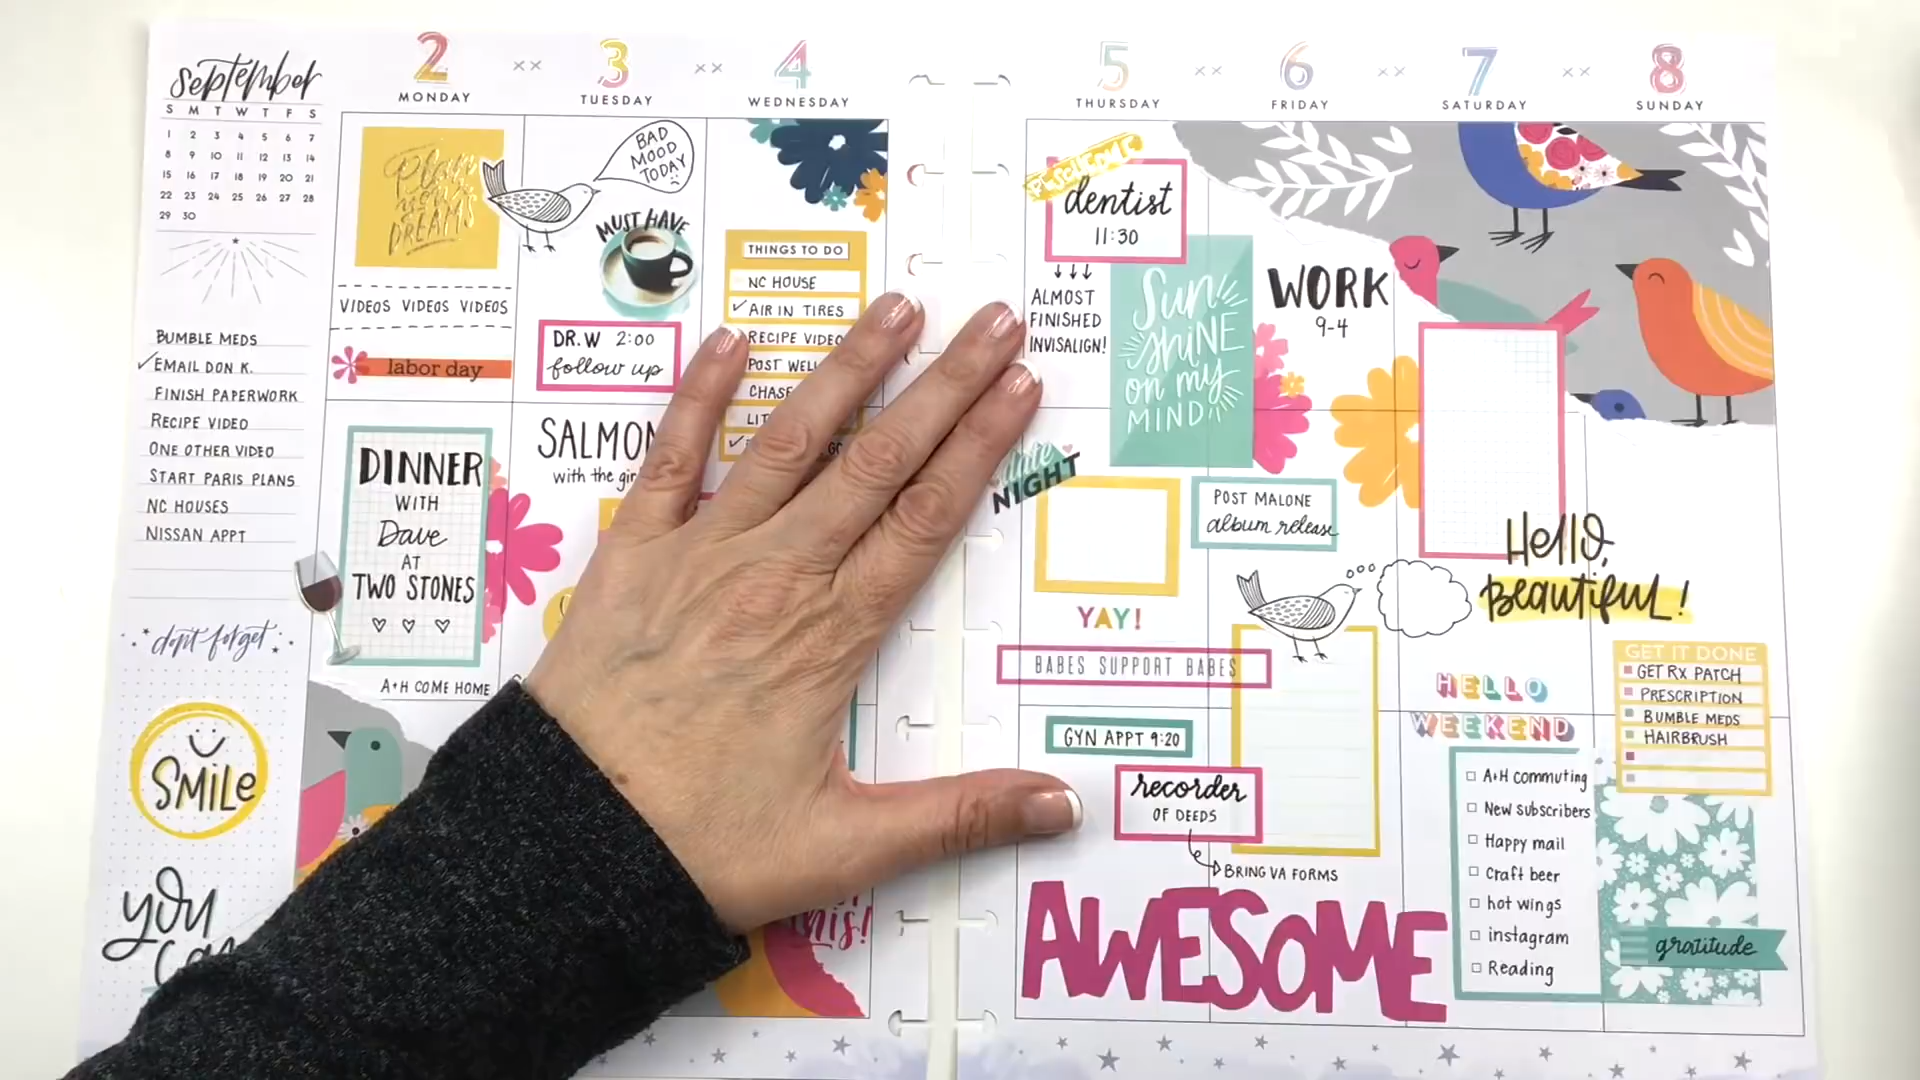 september
S M T W T F S
1 2 3 4 5 6 7
8 9 10 11 12 13 14
15 16 17 18 19 20 21
22 23 24 25 26 27 28
29 30
BUMBLE MEDS
✓ EMAIL DON K.
FINISH PAPERWORK
RECIPE VIDEO
ONE OTHER VIDEO
START PARIS PLANS
NC HOUSES
NISSAN APPT
don't forget
SMILe
you
2
MONDAY
Plan
your
DREAMS
VIDEOS VIDEOS VIDEOS
labor day
DINNER
WITH
Dave
AT
TWO STONES
A+H COME HOME
3
TUESDAY
BAD
MOOD
TODAY
MUST HAVE
DR. W 2:00
follow up
SALMON
with the
4
WEDNESDAY
THINGS TO DO
NC HOUSE
✓ AIR IN TIRES
RECIPE VIDEO
POST
this!
5
THURSDAY
dentist
11:30
ALMOST
FINISHED
INVISALIGN!
Sun
shiNE
on my
MIND
date
NIGHT
YAY!
BABES SUPPORT BABES
GYN APPT 9:20
recorder
OF DEEDS
BRING VA FORMS
AWESOME
6
FRIDAY
WORK
9-4
POST MALONE
album release
7
SATURDAY
Hello,
Beautiful!
HELLO
WEEKEND
A+H commuting
New subscribers
Happy mail
Craft beer
hot wings
instagram
Reading
8
SUNDAY
GET IT DONE
GET RX PATCH
PRESCRIPTION
BUMBLE MEDS
HAIRBRUSH
gratitude